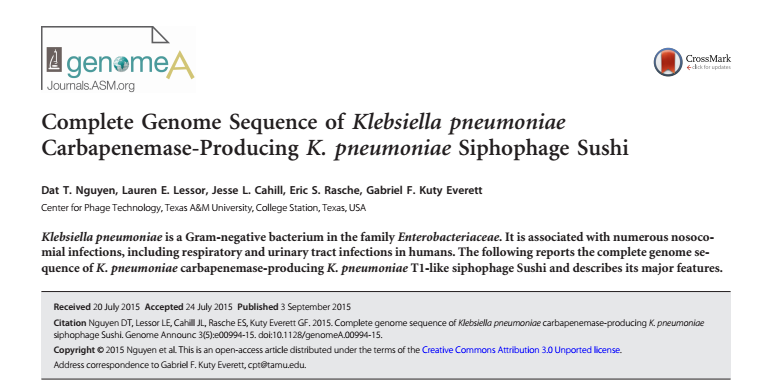 genomeA
Journals.ASM.org
CrossMark
click for updates
Complete Genome Sequence of Klebsiella pneumoniae
Carbapenemase-Producing K. pneumoniae Siphophage Sushi
Dat T. Nguyen, Lauren E. Lessor, Jesse L. Cahill, Eric S. Rasche, Gabriel F. Kuty Everett
Center for Phage Technology, Texas A&M University, College Station, Texas, USA
Klebsiella pneumoniae is a Gram-negative bacterium in the family Enterobacteriaceae. It is associated with numerous nosoco-
mial infections, including respiratory and urinary tract infections in humans. The following reports the complete genome se-
quence of K. pneumoniae carbapenemase-producing K. pneumoniae T1-like siphophage Sushi and describes its major features.
Received 20 July 2015 Accepted 24 July 2015 Published 3 September 2015
Citation Nguyen DT, Lessor LE, Cahill JL, Rasche ES, Kuty Everett GF. 2015. Complete genome sequence of Klebsiella pneumoniae carbapenemase-producing K. pneumoniae
siphophage Sushi. Genome Announc 3(5):e00994-15. doi:10.1128/genomeA.00994-15.
Copyright © 2015 Nguyen et al. This is an open-access article distributed under the terms of the Creative Commons Attribution 3.0 Unported license.
Address correspondence to Gabriel F. Kuty Everett, cpt@tamu.edu.